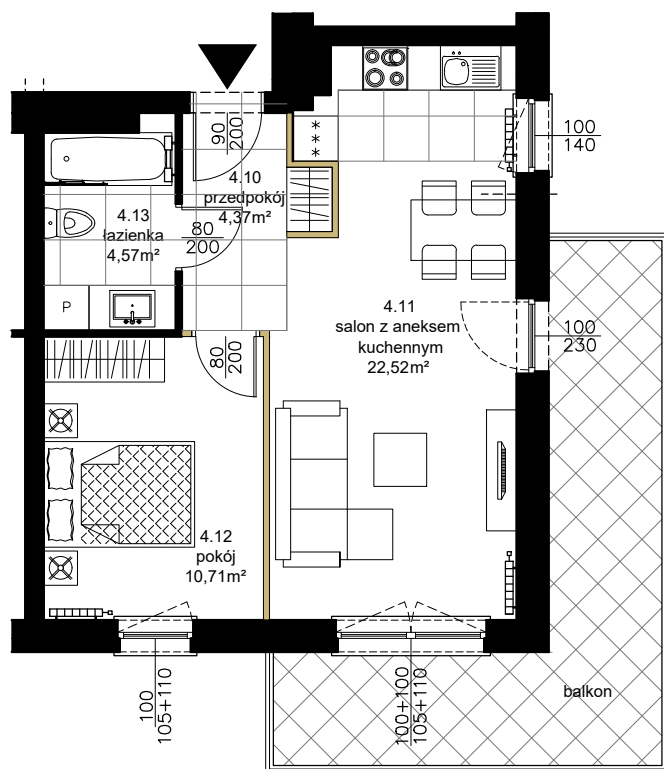 90
200
4.10
przedpokój
4,37m²
***
100
140
4.13
łazienka
4,57m²
80
200
P
4.11
salon z aneksem
kuchennym
22,52m²
100
230
80
200
4.12
pokój
10,71m²
100
105+110
100+100
105+110
balkon